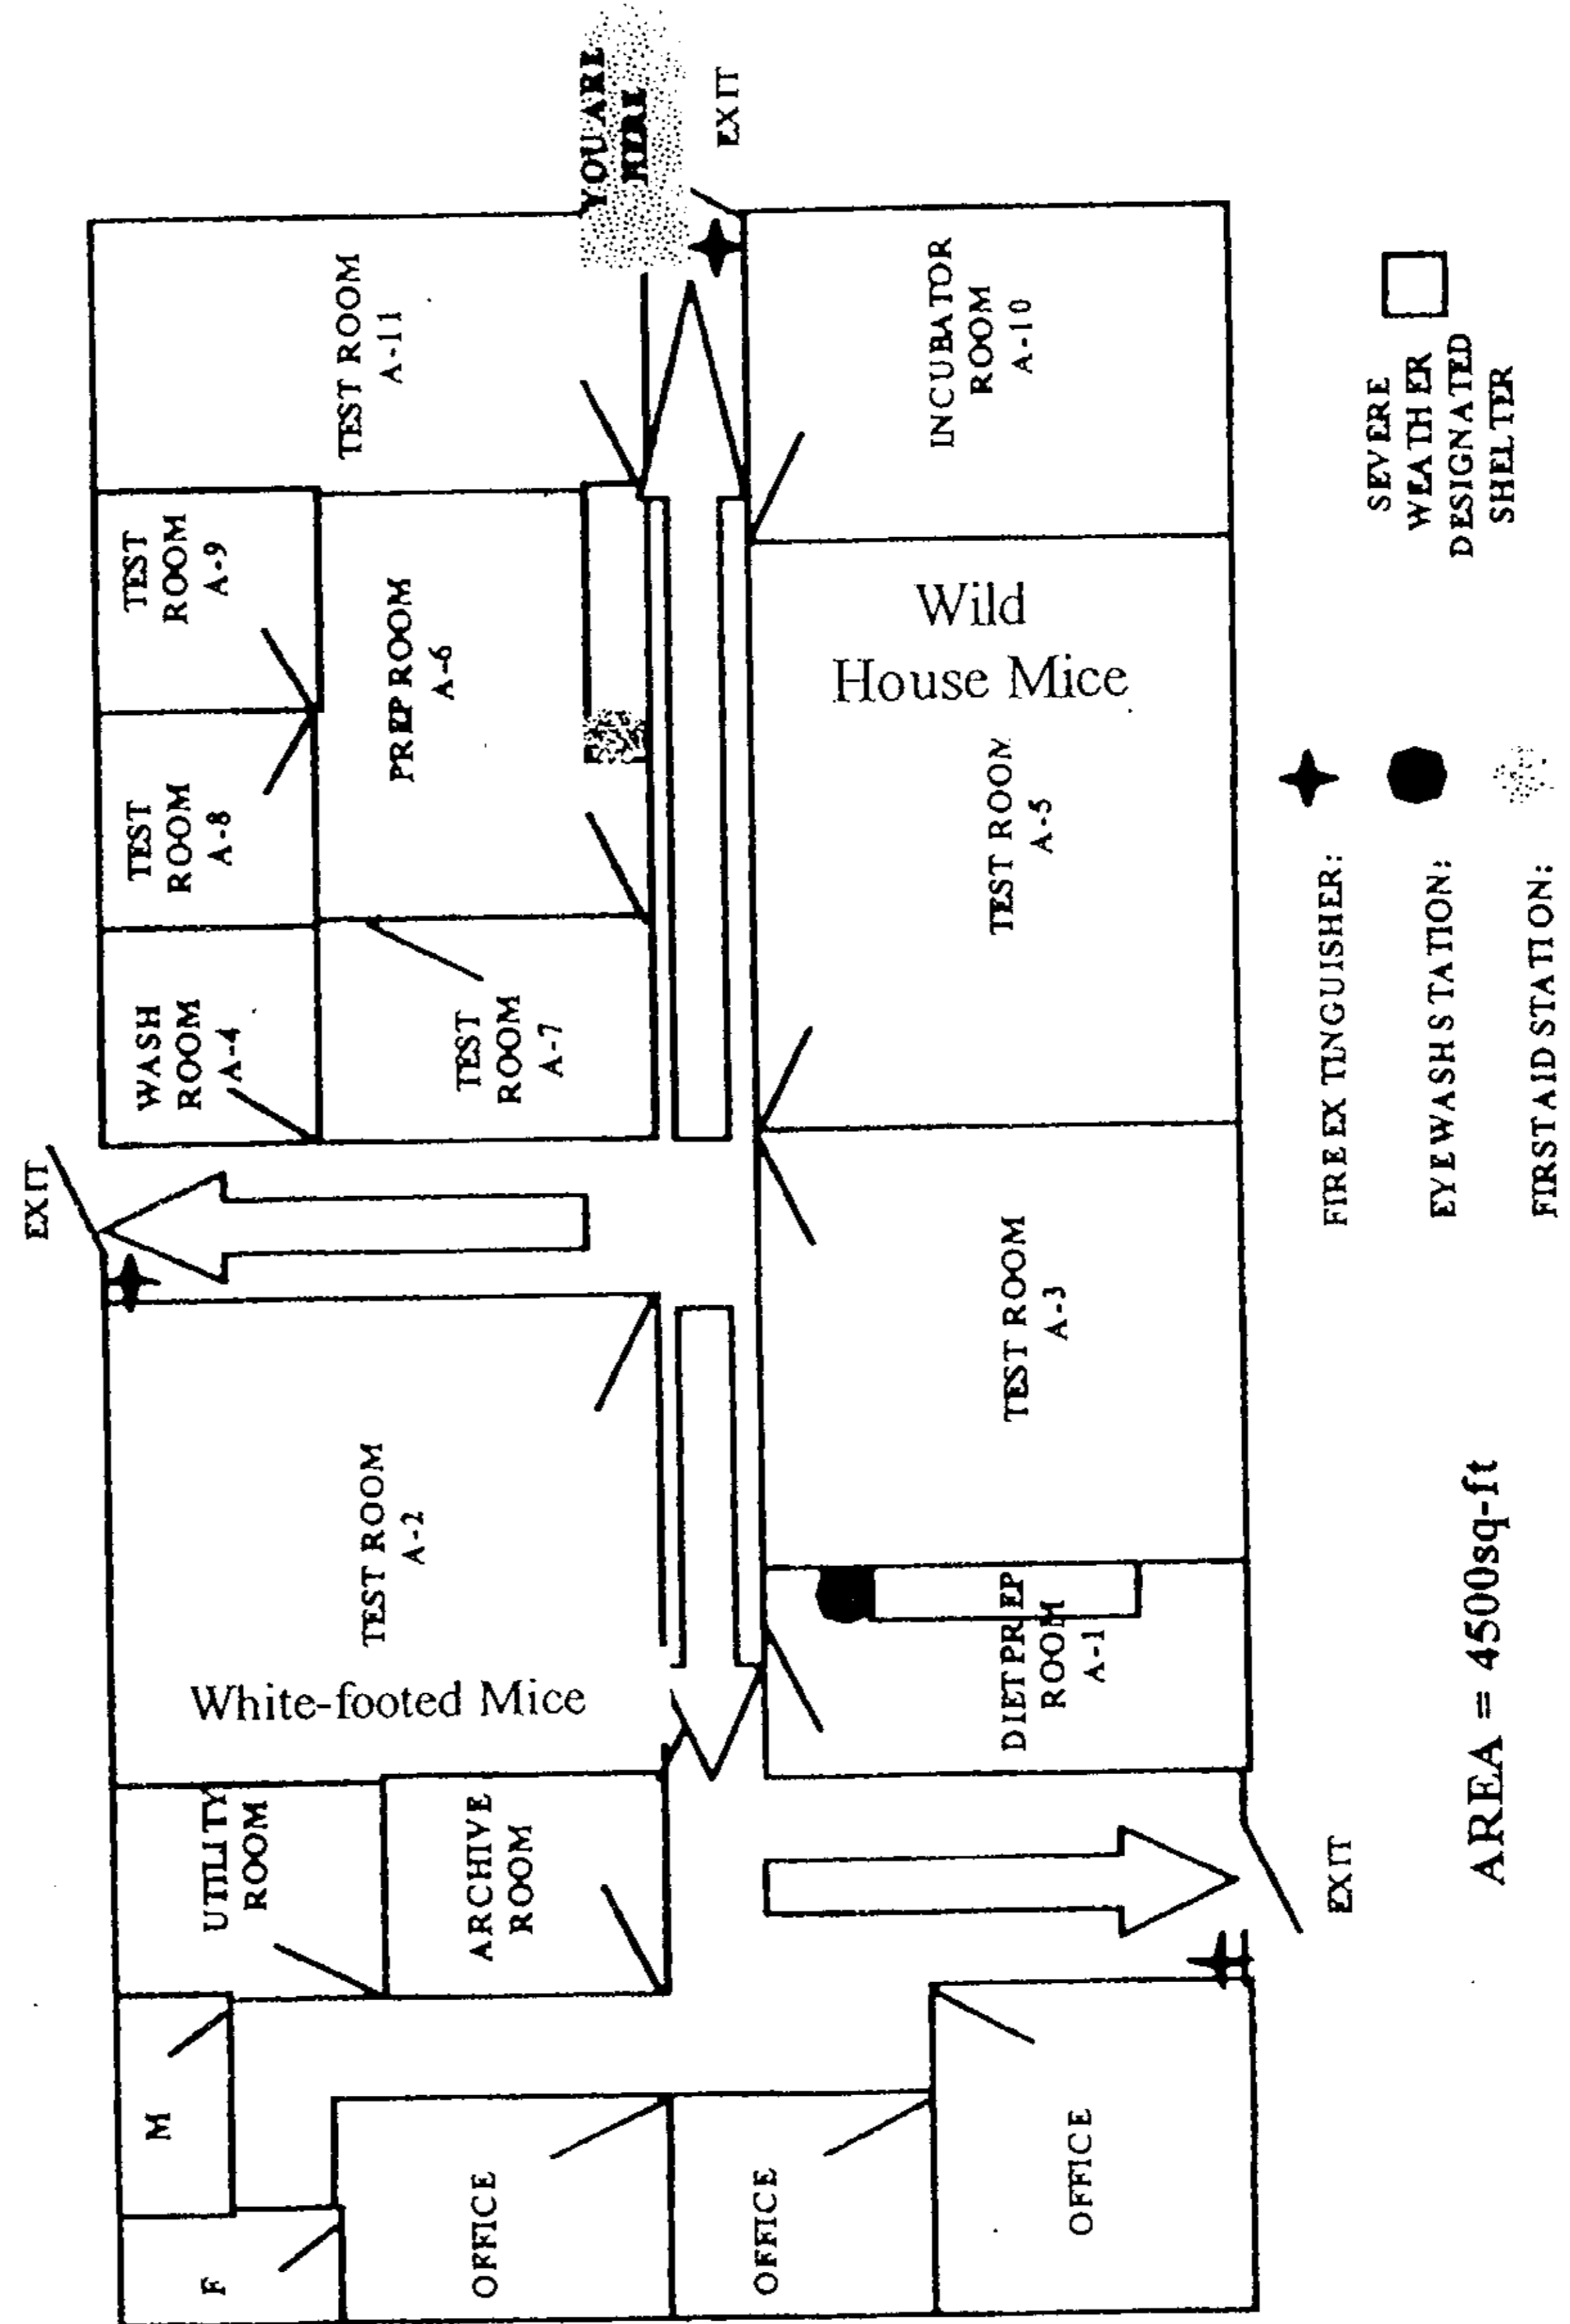 F
M
UTILITY
ROOM
ARCHIVE
ROOM
OFFICE
OFFICE
OFFICE
White-footed Mice
TEST ROOM
A-2
EXIT
WASH
ROOM
A-4
TEST
ROOM
A-7
TEST
ROOM
A-8
TEST
ROOM
A-9
PREP ROOM
A-6
TEST ROOM
A-11
YOU ARE
HERE
EXIT
DIET PREP
ROOM
A-1
TEST ROOM
A-3
TEST ROOM
A-5
Wild
House Mice
INCUBATOR
ROOM
A-10
EXIT
AREA = 4500sq-ft
FIRE EXTINGUISHER:
EYEWASH STATION:
FIRST AID STATION:
SEVERE
WEATHER
DESIGNATED
SHELTER